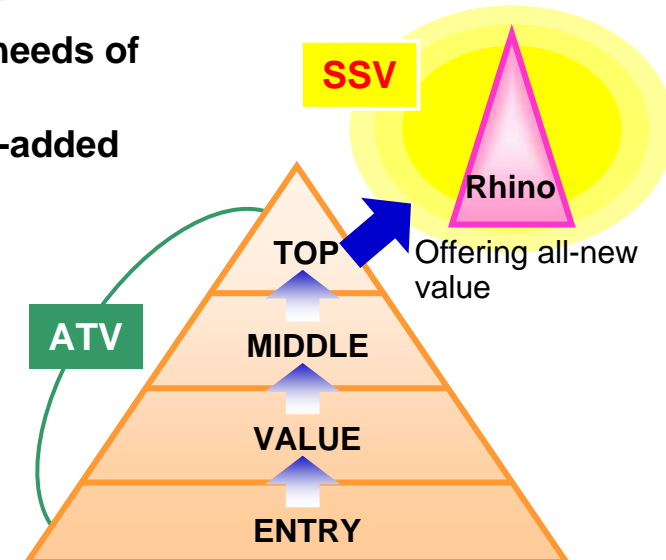 needs of
-added
SSV
Rhino
Offering all-new
value
TOP
ATV
MIDDLE
VALUE
ENTRY